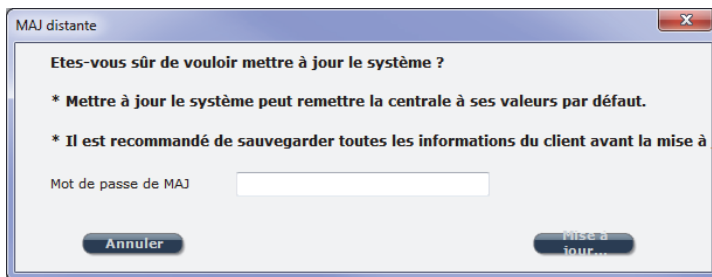 MAJ distante
Etes-vous sûr de vouloir mettre à jour le système ?
* Mettre à jour le système peut remettre la centrale à ses valeurs par défaut.
* Il est recommandé de sauvegarder toutes les informations du client avant la mise à
Mot de passe de MAJ
Annuler
Mise à
jour...